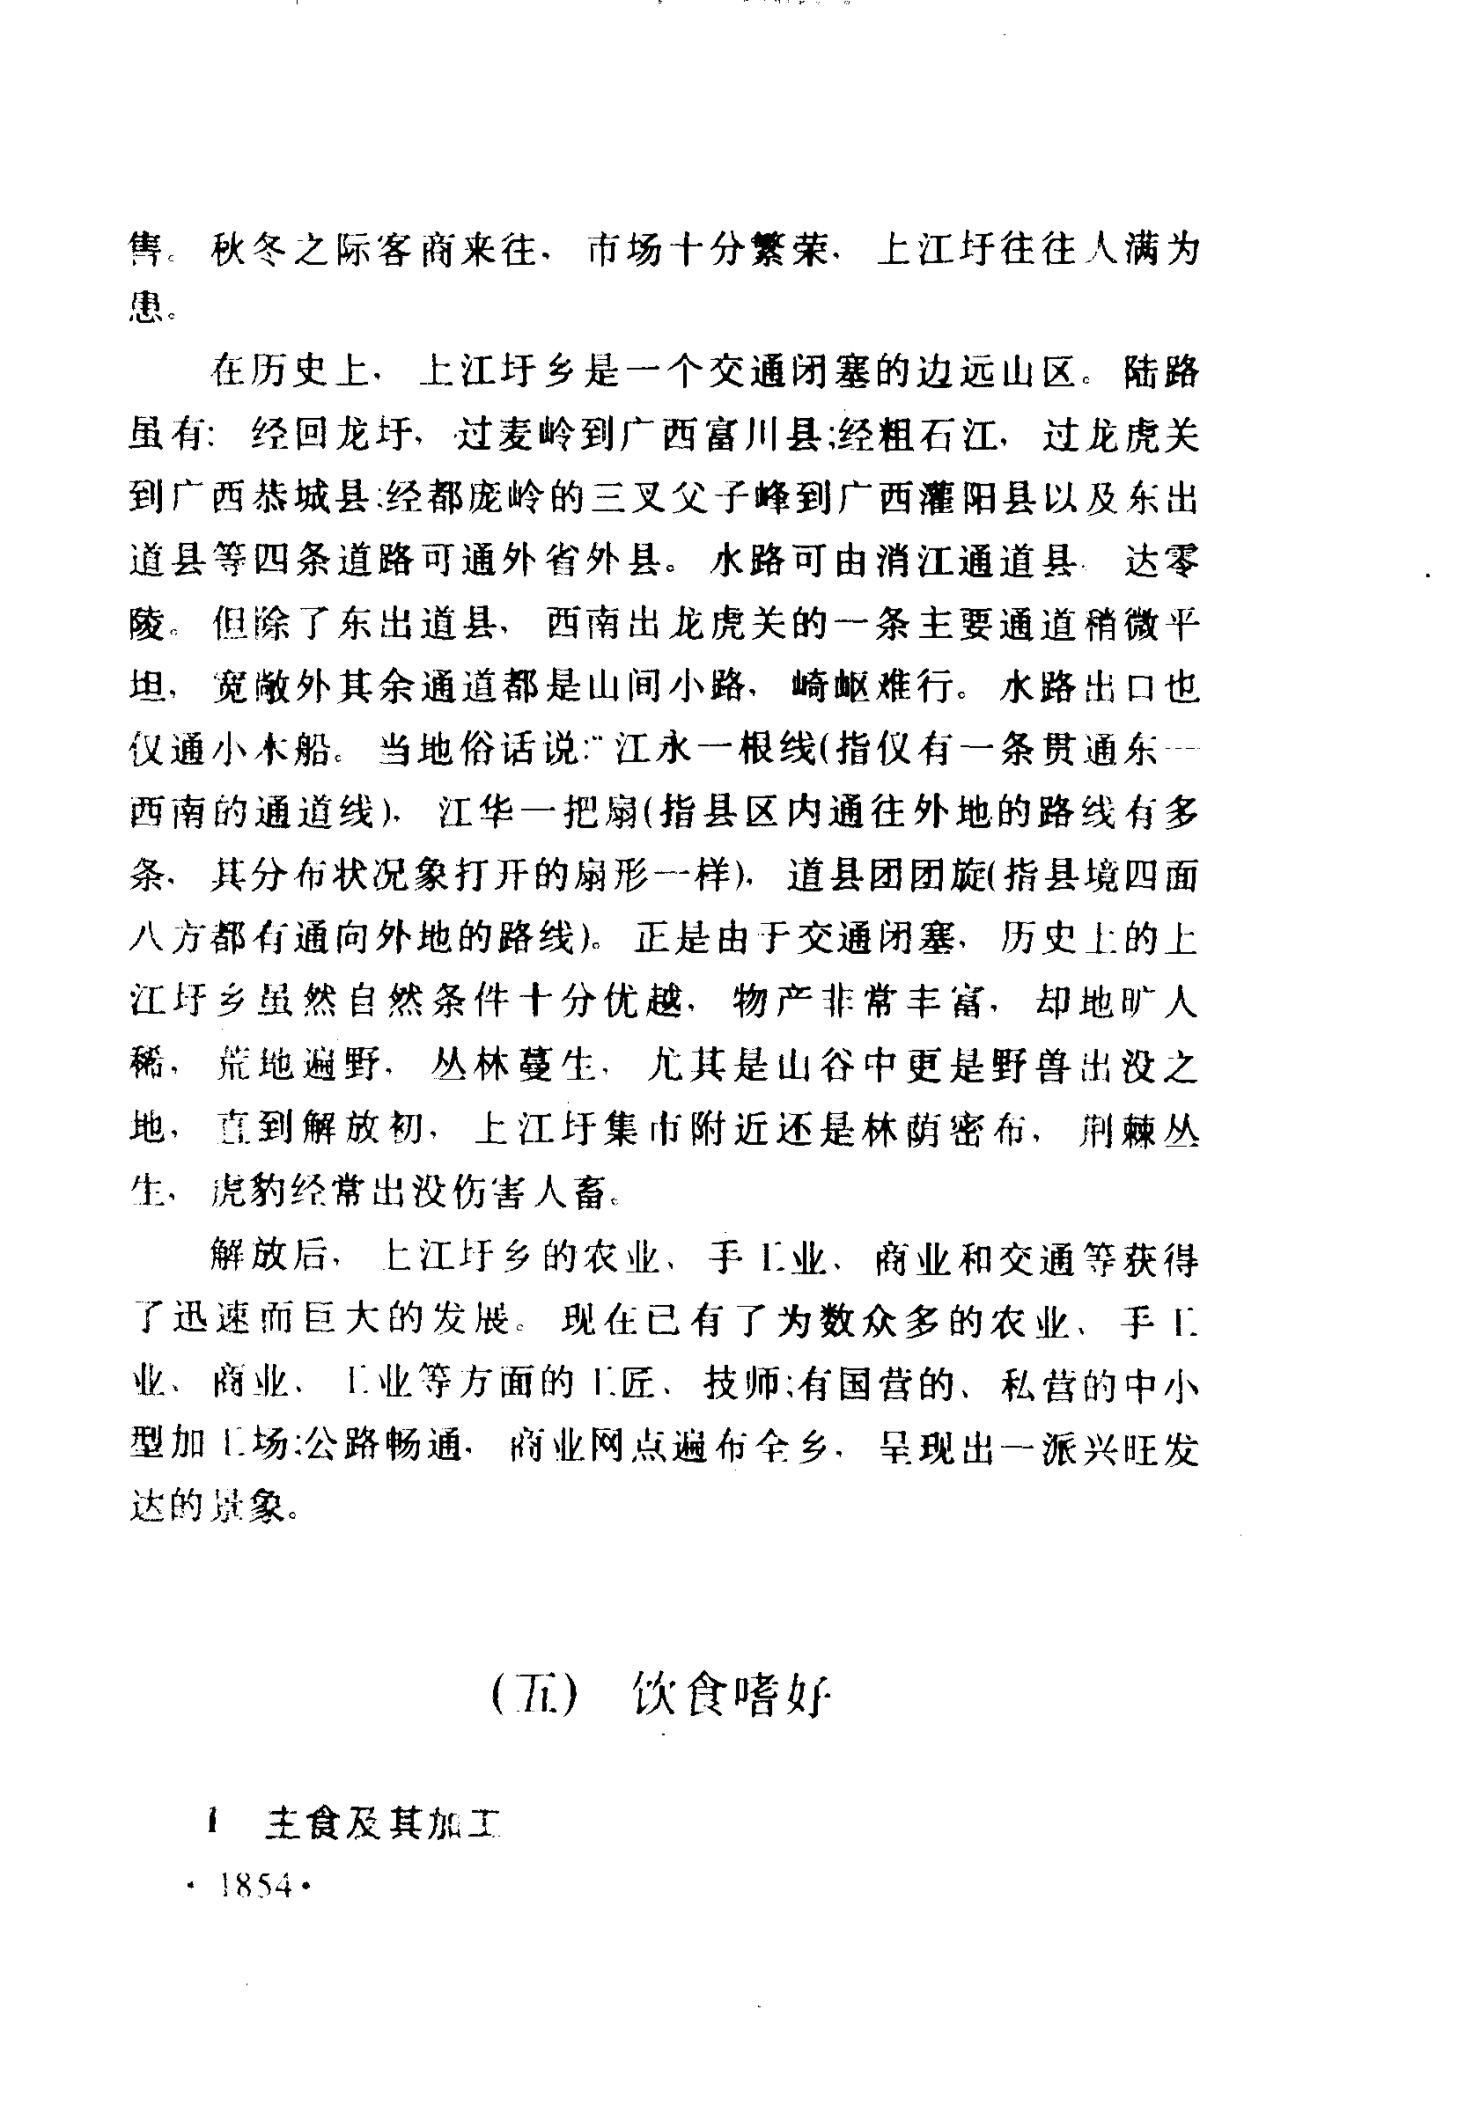 售。秋冬之际客商来往，市场十分繁荣，上江圩往往人满为
患。
在历史上，上江圩乡是一个交通闭塞的边远山区。陆路
虽有：经回龙圩，过麦岭到广西富川县；经粗石江，过龙虎关
到广西恭城县；经都庞岭的三叉父子峰到广西灌阳县以及东出
道县等四条道路可通外省外县。水路可由消江通道县，达零
陵。但除了东出道县，西南出龙虎关的一条主要通道稍微平
坦，宽敞外其余通道都是山间小路，崎岖难行。水路出口也
仅通小木船。当地俗话说：“江永一根线(指仅有一条贯通东—
西南的通道线)，江华一把扇(指县区内通往外地的路线有多
条，其分布状况象打开的扇形一样)，道县团团旋(指县境四面
八方都有通向外地的路线)。正是由于交通闭塞，历史上的上
江圩乡虽然自然条件十分优越，物产非常丰富，却地旷人
稀，荒地遍野，丛林蔓生，尤其是山谷中更是野兽出没之
地，直到解放初，上江圩集市附近还是林荫密布，荆棘丛
生，虎豹经常出没伤害人畜。
解放后，上江圩乡的农业、手工业、商业和交通等获得
了迅速而巨大的发展。现在已有了为数众多的农业、手工
业、商业、工业等方面的工匠、技师；有国营的、私营的中小
型加工场；公路畅通，商业网点遍布全乡，呈现出一派兴旺发
达的景象。
(五) 饮食嗜好
1 主食及其加工
·1854·